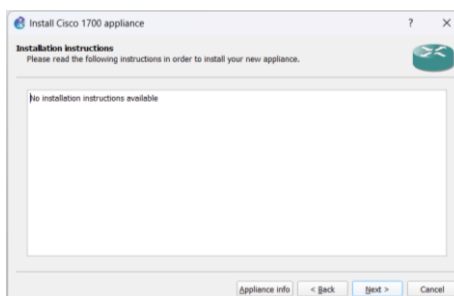 Install Cisco 1700 appliance
Installation instructions
Please read the following instructions in order to install your new appliance.
No installation instructions available
Appliance info
< Back
Next >
Cancel